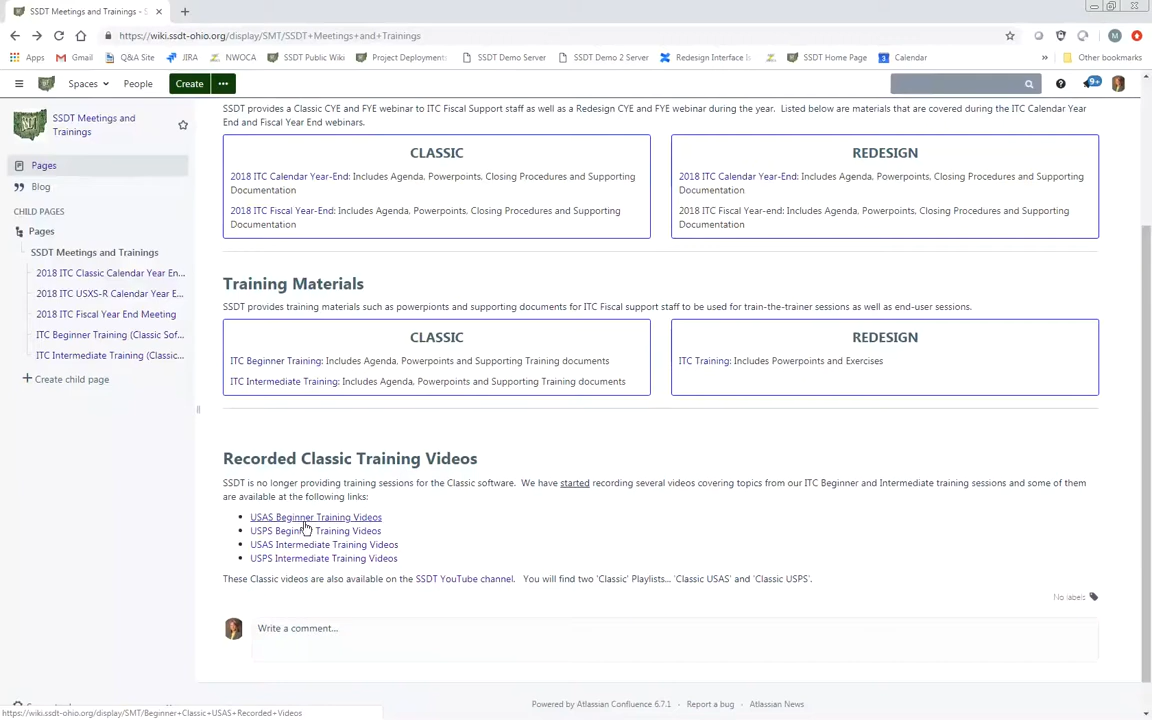 SSDT Meetings and Trainings - S
https://wiki.ssdt-ohio.org/display/SMT/SSDT+Meetings+and+Trainings
Apps Gmail Q&A Site JIRA NWOCA SSDT Public Wiki Project Deployment: SSDT Demo Server SSDT Demo 2 Server Redesign Interface Is SSDT Home Page Calendar » Other bookmarks
Spaces People Create ··· 9+
SSDT Meetings and
Trainings
Pages
Blog
CHILD PAGES
Pages
SSDT Meetings and Trainings
2018 ITC Classic Calendar Year En...
2018 ITC USXS-R Calendar Year E...
2018 ITC Fiscal Year End Meeting
ITC Beginner Training (Classic Sof...
ITC Intermediate Training (Classic...
Create child page
SSDT provides a Classic CYE and FYE webinar to ITC Fiscal Support staff as well as a Redesign CYE and FYE webinar during the year. Listed below are materials that are covered during the ITC Calendar Year
End and Fiscal Year End webinars.
CLASSIC
2018 ITC Calendar Year-End: Includes Agenda, Powerpoints, Closing Procedures and Supporting
Documentation
2018 ITC Fiscal Year-End: Includes Agenda, Powerpoints, Closing Procedures and Supporting
Documentation
REDESIGN
2018 ITC Calendar Year-End: Includes Agenda, Powerpoints, Closing Procedures and Supporting
Documentation
2018 ITC Fiscal Year-end: Includes Agenda, Powerpoints, Closing Procedures and Supporting
Documentation
Training Materials
SSDT provides training materials such as powerpionts and supporting documents for ITC Fiscal support staff to be used for train-the-trainer sessions as well as end-user sessions.
CLASSIC
ITC Beginner Training: Includes Agenda, Powerpoints and Supporting Training documents
ITC Intermediate Training: Includes Agenda, Powerpoints and Supporting Training documents
REDESIGN
ITC Training: Includes Powerpoints and Exercises
Recorded Classic Training Videos
SSDT is no longer providing training sessions for the Classic software. We have started recording several videos covering topics from our ITC Beginner and Intermediate training sessions and some of them
are available at the following links:
• USAS Beginner Training Videos
• USPS Beginner Training Videos
• USAS Intermediate Training Videos
• USPS Intermediate Training Videos
These Classic videos are also available on the SSDT YouTube channel. You will find two 'Classic' Playlists... 'Classic USAS' and 'Classic USPS'.
No labels
Write a comment...
Powered by Atlassian Confluence 6.7.1 · Report a bug · Atlassian News
https://wiki.ssdt-ohio.org/display/SMT/Beginner+Classic+USAS+Recorded+Videos